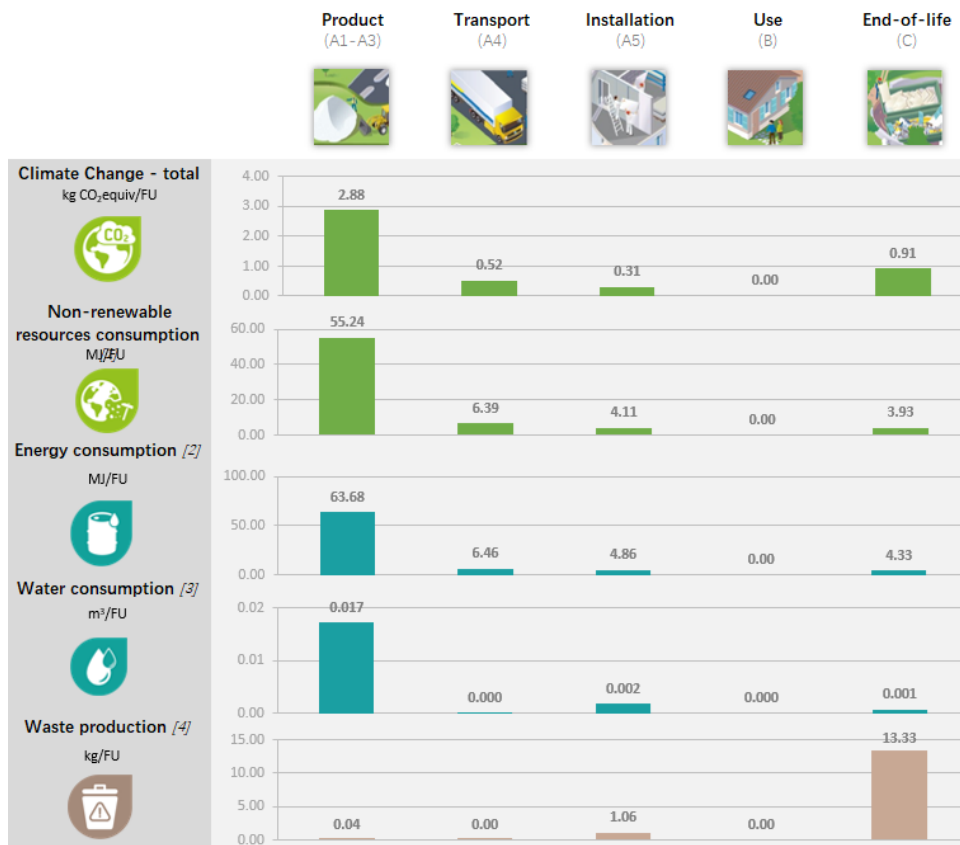 Product Transport Installation Use End-of-life
(A1-A3) (A4) (A5) (B) (C)
Climate Change - total
kg CO₂equiv/FU
CO₂
4.00
3.00
2.00
1.00
0.00
2.88 0.52 0.31 0.00 0.91
Non-renewable
resources consumption
[1]
MJ/FU
60.00
40.00
20.00
0.00
55.24 6.39 4.11 0.00 3.93
Energy consumption [2]
MJ/FU
100.00
50.00
0.00
63.68 6.46 4.86 0.00 4.33
Water consumption [3]
m³/FU
0.02
0.01
0.00
0.017 0.000 0.002 0.000 0.001
Waste production [4]
kg/FU
15.00
10.00
5.00
0.00
0.04 0.00 1.06 0.00 13.33